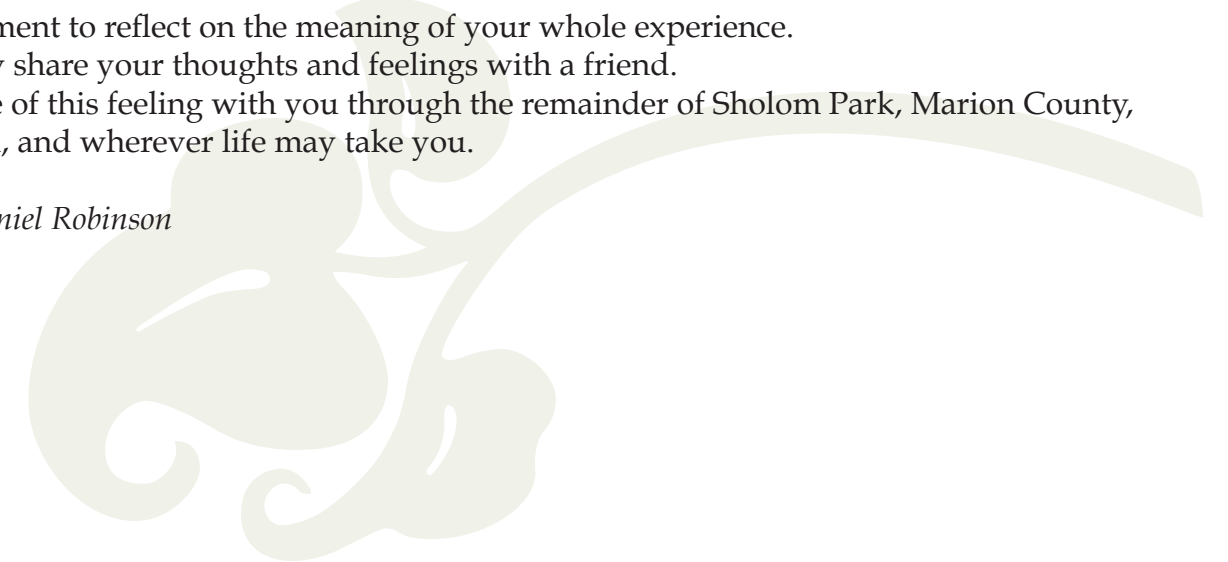 ment to reflect on the meaning of your whole experience.
y share your thoughts and feelings with a friend.
e of this feeling with you through the remainder of Sholom Park, Marion County,
, and wherever life may take you.
niel Robinson